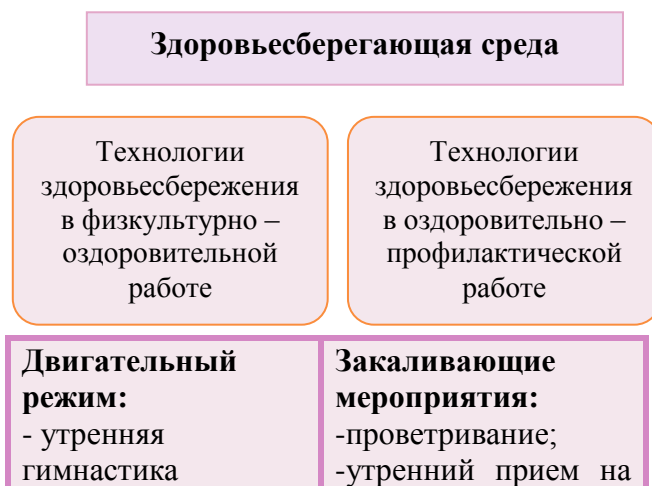 Здоровьесберегающая среда
Технологии
здоровьесбережения
в физкультурно –
оздоровительной
работе
Технологии
здоровьесбережения
в оздоровительно –
профилактической
работе
Двигательный
режим:
- утренняя
гимнастика
Закаливающие
мероприятия:
-проветривание;
-утренний прием на